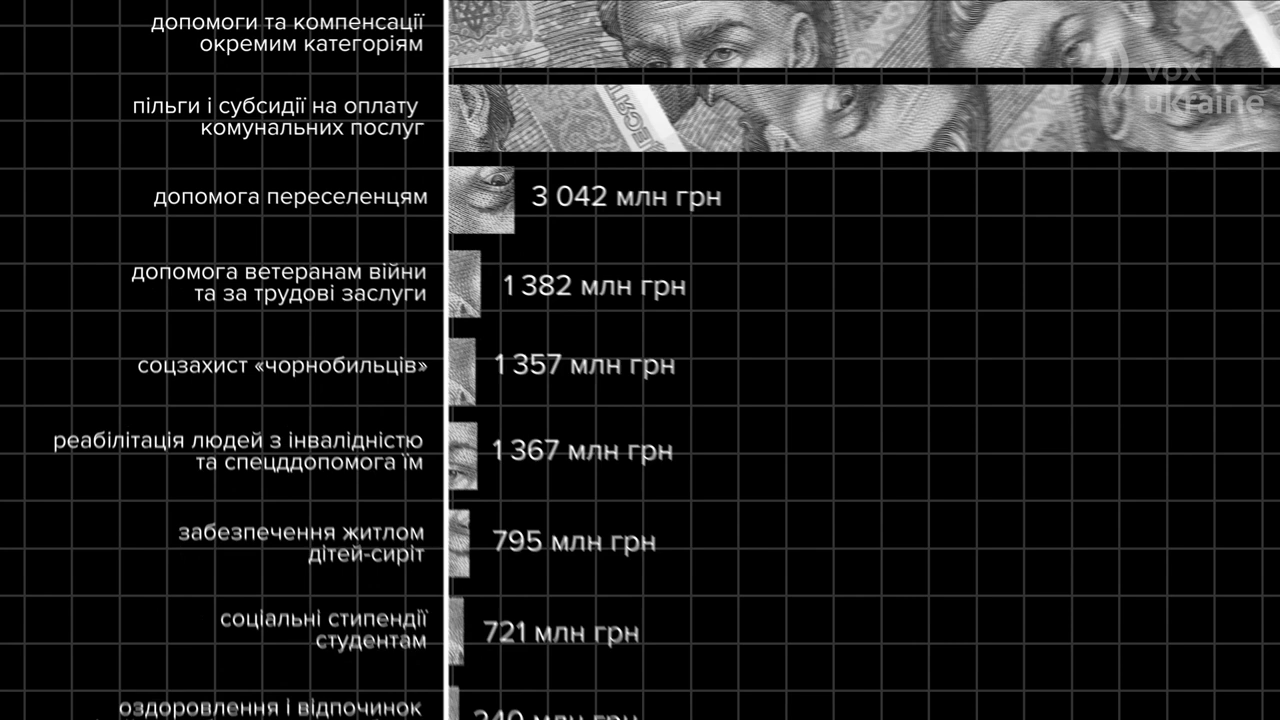 допомоги та компенсації
окремим категоріям
vox
ukraine
пільги і субсидії на оплату
комунальних послуг
допомога переселенцям
3 042 млн грн
допомога ветеранам війни
та за трудові заслуги
1 382 млн грн
соцзахист «чорнобильців»
1 357 млн грн
реабілітація людей з інвалідністю
та спецддопомога їм
1 367 млн грн
забезпечення житлом
дітей-сиріт
795 млн грн
соціальні стипендії
студентам
721 млн грн
оздоровлення і відпочинок
млн грн